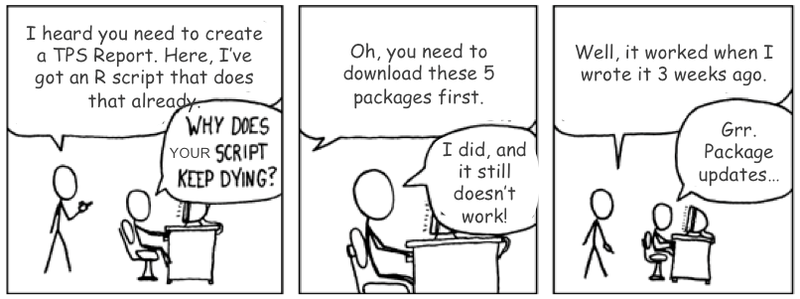 I heard you need to create
a TPS Report. Here, I've
got an R script that does
that already.
WHY DOES
YOUR SCRIPT
KEEP DYING?
Oh, you need to
download these 5
packages first.
I did, and
it still
doesn't
work!
Well, it worked when I
wrote it 3 weeks ago.
Grr.
Package
updates…